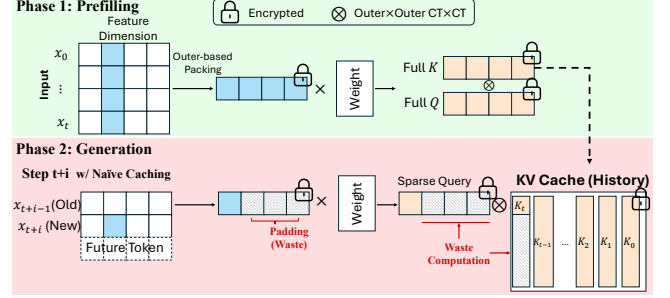 Phase 1: Prefilling
Encrypted
Outer×Outer CT×CT
Feature
Dimension
Input
x₀
⋮
xₜ
Outer-based
Packing
×
Weight
Full K
Full Q
Phase 2: Generation
Step t+i w/ Naïve Caching
xₜ₊ᵢ₋₁(Old)
xₜ₊ᵢ (New)
Future Token
Padding
(Waste)
×
Weight
Sparse Query
Waste
Computation
KV Cache (History)
Kₜ
Kₜ₋₁
...
K₂
K₁
K₀